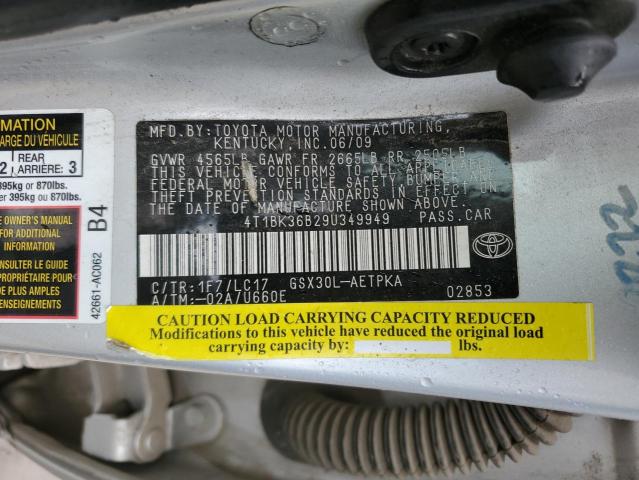 MFD.BY: TOYOTA MOTOR MANUFACTURING,
KENTUCKY, INC. 06/09
GVWR 4565LB GAWR FR 2665LB RR 2505LB
THIS VEHICLE CONFORMS TO ALL APPLICABLE
FEDERAL MOTOR VEHICLE SAFETY, BUMPER, AND
THEFT PREVENTION STANDARDS IN EFFECT ON
THE DATE OF MANUFACTURE SHOWN ABOVE.
4T1BK36B29U349949 PASS.CAR
C/TR:1F7/LC17 GSX30L-AETPKA
A/TM:-02A/U660E 02853
TOYOTA
CAUTION LOAD CARRYING CAPACITY REDUCED
Modifications to this vehicle have reduced the original load
carrying capacity by: lbs.
MATION
HARGE DU VÉHICULE
2 REAR
ARRIÈRE: 3
395kg or 870lbs.
er 395kg ou 870lbs.
E OWNER'S MANUAL
FOR ADDITIONAL
INFORMATION
PROPRIÉTAIRE POUR
DE PLUS AMPLES
42661-AC062
B4